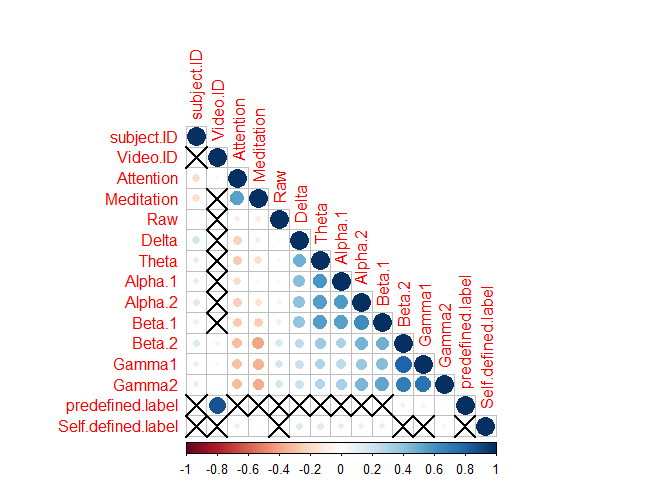 subject.ID
Video.ID
Attention
Meditation
Raw
Delta
Theta
Alpha.1
Alpha.2
Beta.1
Beta.2
Gamma1
Gamma2
predefined.label
Self.defined.label
subject.ID
Video.ID
Attention
Meditation
Raw
Delta
Theta
Alpha.1
Alpha.2
Beta.1
Beta.2
Gamma1
Gamma2
predefined.label
Self.defined.label
-1 -0.8 -0.6 -0.4 -0.2 0 0.2 0.4 0.6 0.8 1